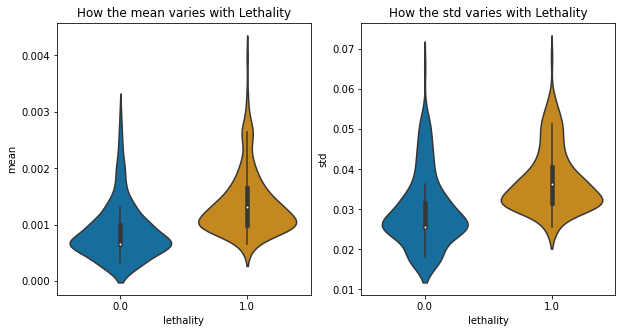 How the mean varies with Lethality
mean
0.004
0.003
0.002
0.001
0.000
0.0
1.0
lethality
How the std varies with Lethality
std
0.07
0.06
0.05
0.04
0.03
0.02
0.01
0.0
1.0
lethality